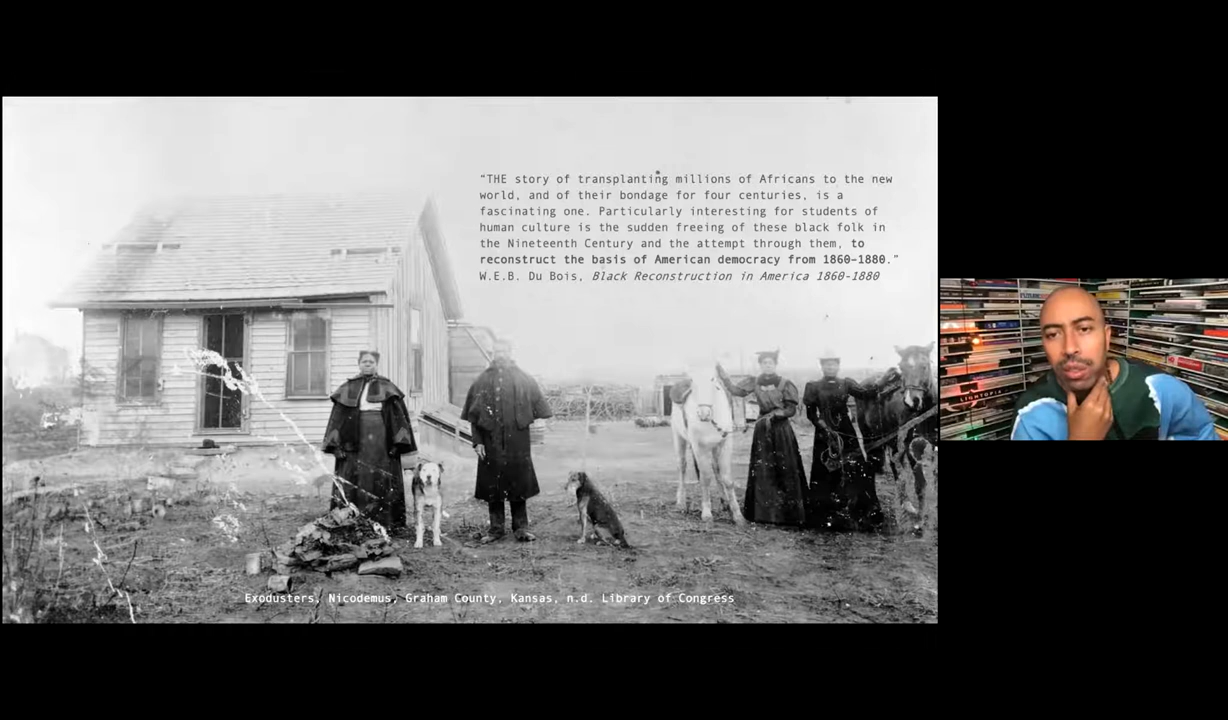 “THE story of transplanting millions of Africans to the new
world, and of their bondage for four centuries, is a
fascinating one. Particularly interesting for students of
human culture is the sudden freeing of these black folk in
the Nineteenth Century and the attempt through them, to
reconstruct the basis of American democracy from 1860–1880.”
W.E.B. Du Bois, Black Reconstruction in America 1860-1880
Exodusters, Nicodemus, Graham County, Kansas, n.d. Library of Congress
LIGHTOPIA